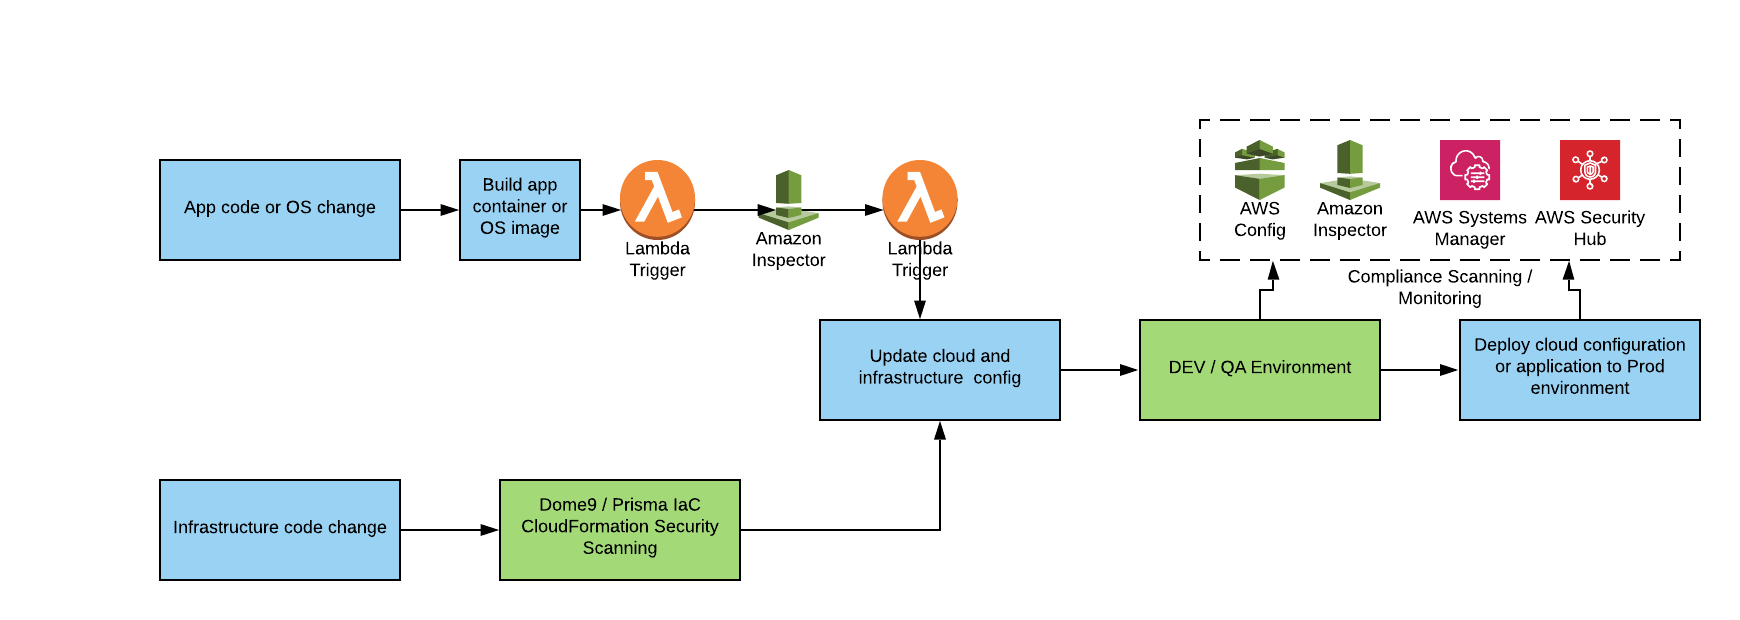 App code or OS change
Build app
container or
OS image
Lambda
Trigger
Amazon
Inspector
Lambda
Trigger
AWS
Config
Amazon
Inspector
AWS Systems
Manager
AWS Security
Hub
Compliance Scanning /
Monitoring
Update cloud and
infrastructure config
DEV / QA Environment
Deploy cloud configuration
or application to Prod
environment
Infrastructure code change
Dome9 / Prisma IaC
CloudFormation Security
Scanning